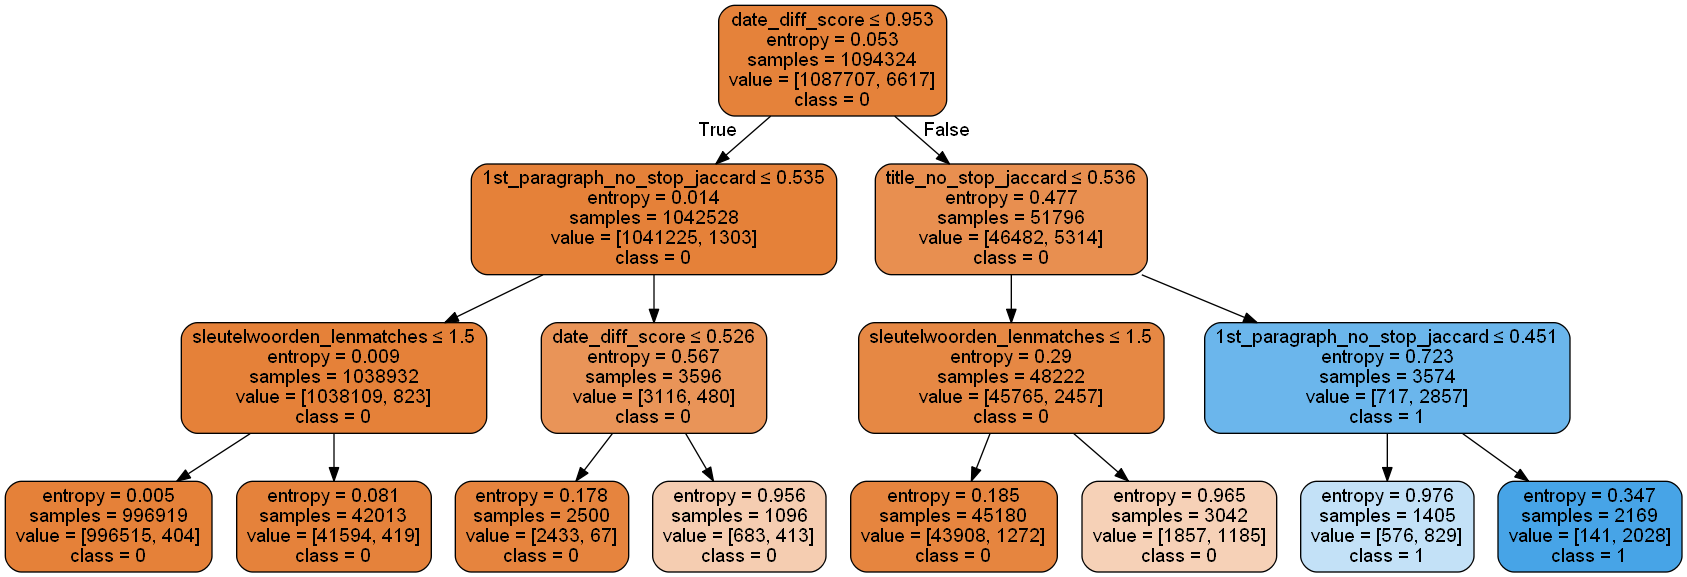 date_diff_score ≤ 0.953
entropy = 0.053
samples = 1094324
value = [1087707, 6617]
class = 0
True
False
1st_paragraph_no_stop_jaccard ≤ 0.535
entropy = 0.014
samples = 1042528
value = [1041225, 1303]
class = 0
title_no_stop_jaccard ≤ 0.536
entropy = 0.477
samples = 51796
value = [46482, 5314]
class = 0
sleutelwoorden_lenmatches ≤ 1.5
entropy = 0.009
samples = 1038932
value = [1038109, 823]
class = 0
date_diff_score ≤ 0.526
entropy = 0.567
samples = 3596
value = [3116, 480]
class = 0
sleutelwoorden_lenmatches ≤ 1.5
entropy = 0.29
samples = 48222
value = [45765, 2457]
class = 0
1st_paragraph_no_stop_jaccard ≤ 0.451
entropy = 0.723
samples = 3574
value = [717, 2857]
class = 1
entropy = 0.005
samples = 996919
value = [996515, 404]
class = 0
entropy = 0.081
samples = 42013
value = [41594, 419]
class = 0
entropy = 0.178
samples = 2500
value = [2433, 67]
class = 0
entropy = 0.956
samples = 1096
value = [683, 413]
class = 0
entropy = 0.185
samples = 45180
value = [43908, 1272]
class = 0
entropy = 0.965
samples = 3042
value = [1857, 1185]
class = 0
entropy = 0.976
samples = 1405
value = [576, 829]
class = 1
entropy = 0.347
samples = 2169
value = [141, 2028]
class = 1